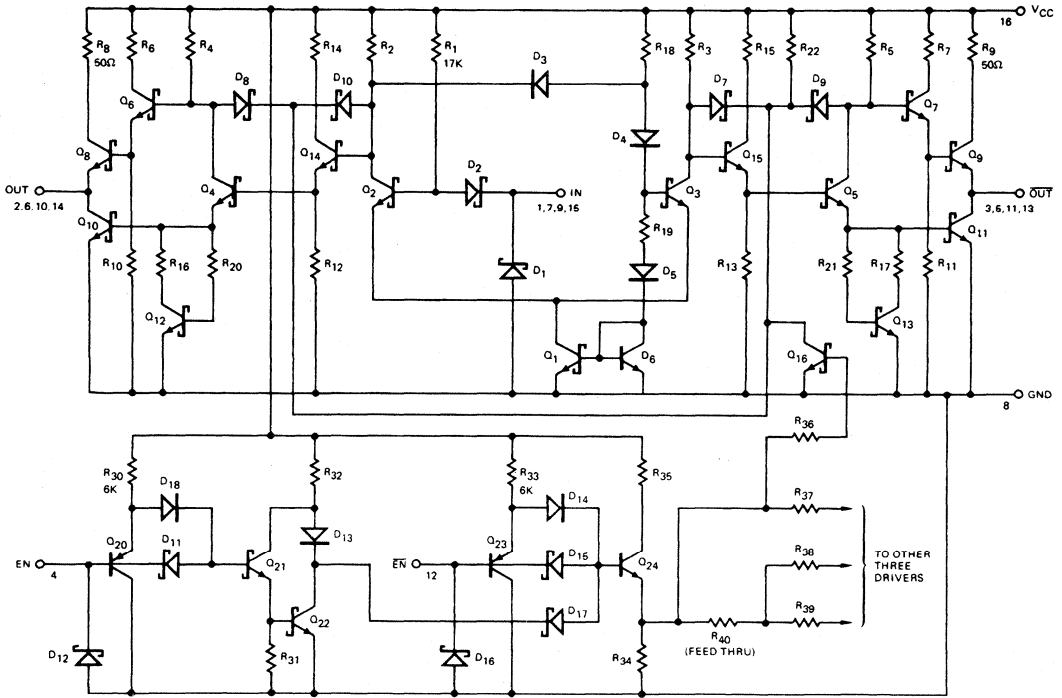 VCC
16
R8
50Ω
R6
R4
R14
R2
R1
17K
R18
R3
R15
R22
R5
R7
R9
50Ω
D3
D8
D10
D7
D9
Q6
Q7
D4
Q8
Q14
Q15
Q9
OUT
2.6.10,14
Q4
Q2
D2
IN
1,7,9,15
Q3
Q5
OUT
3,6,11,13
Q10
R19
Q11
R10
R16
R20
R12
D1
D5
R13
R21
R17
R11
Q12
Q1
D6
Q16
Q13
GND
8
R36
R30
6K
D18
R32
R33
6K
D14
R35
R37
Q20
D11
D13
Q23
EN
4
Q21
EN
12
D15
Q24
R38
TO OTHER
THREE
DRIVERS
Q22
D17
R39
D12
R31
D16
R34
R40
(FEED THRU)